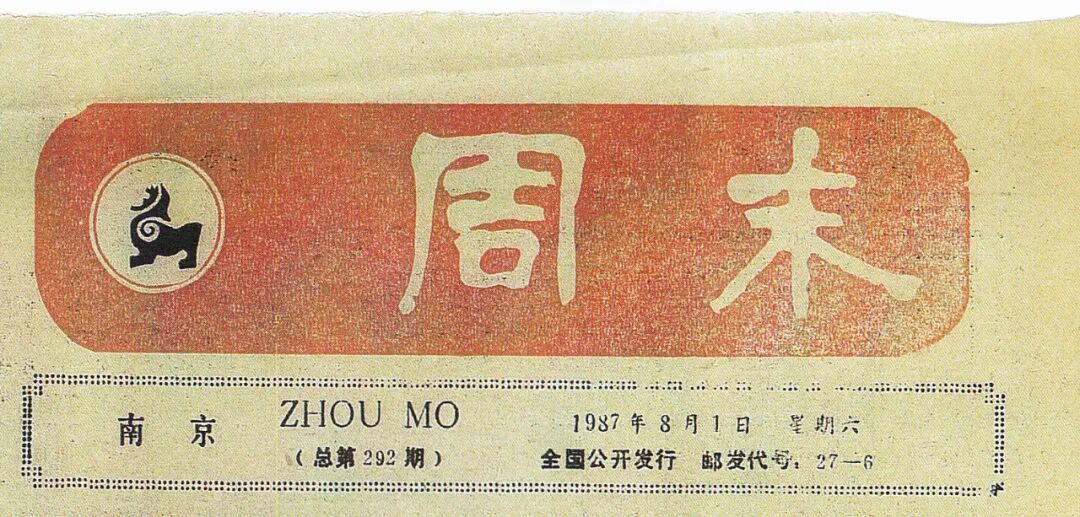 周末
南京
ZHOU MO
(总第292期)
1987年8月1日 星期六
全国公开发行 邮发代号:27—6